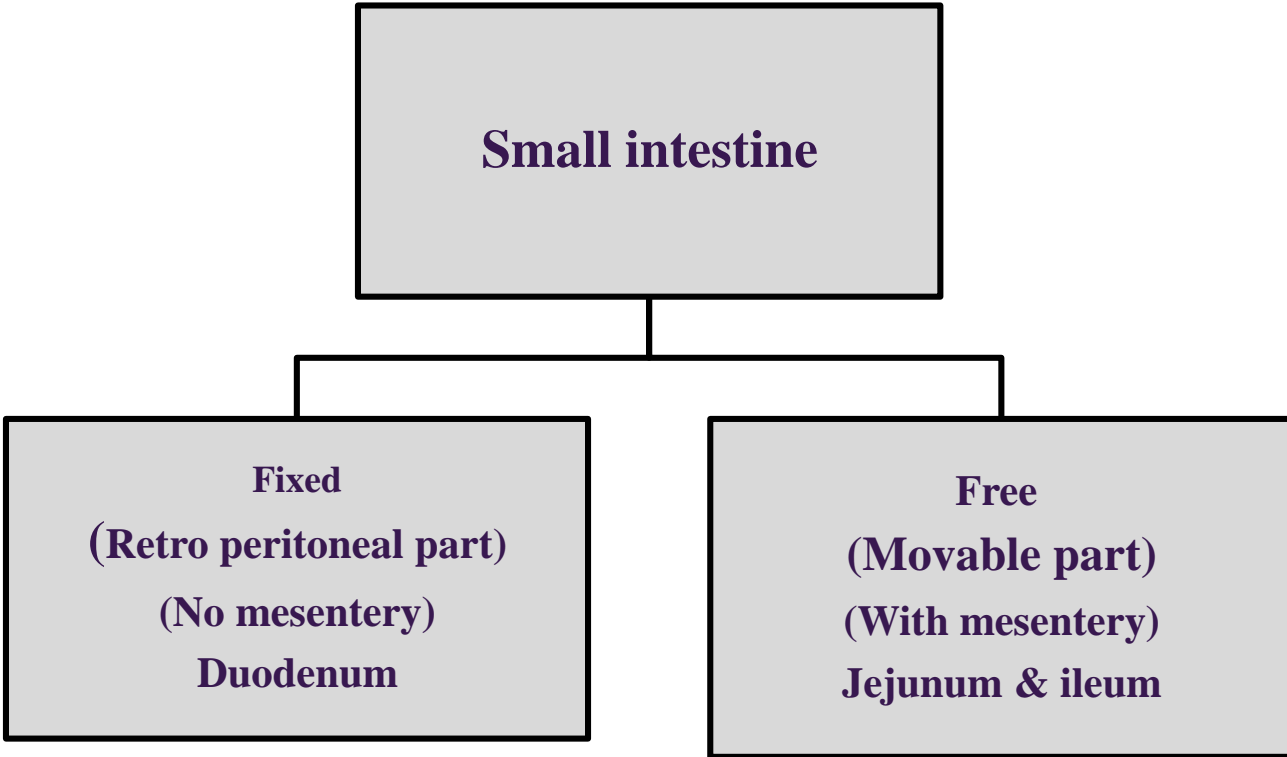 Small intestine
Fixed
(Retro peritoneal part)
(No mesentery)
Duodenum
Free
(Movable part)
(With mesentery)
Jejunum & ileum